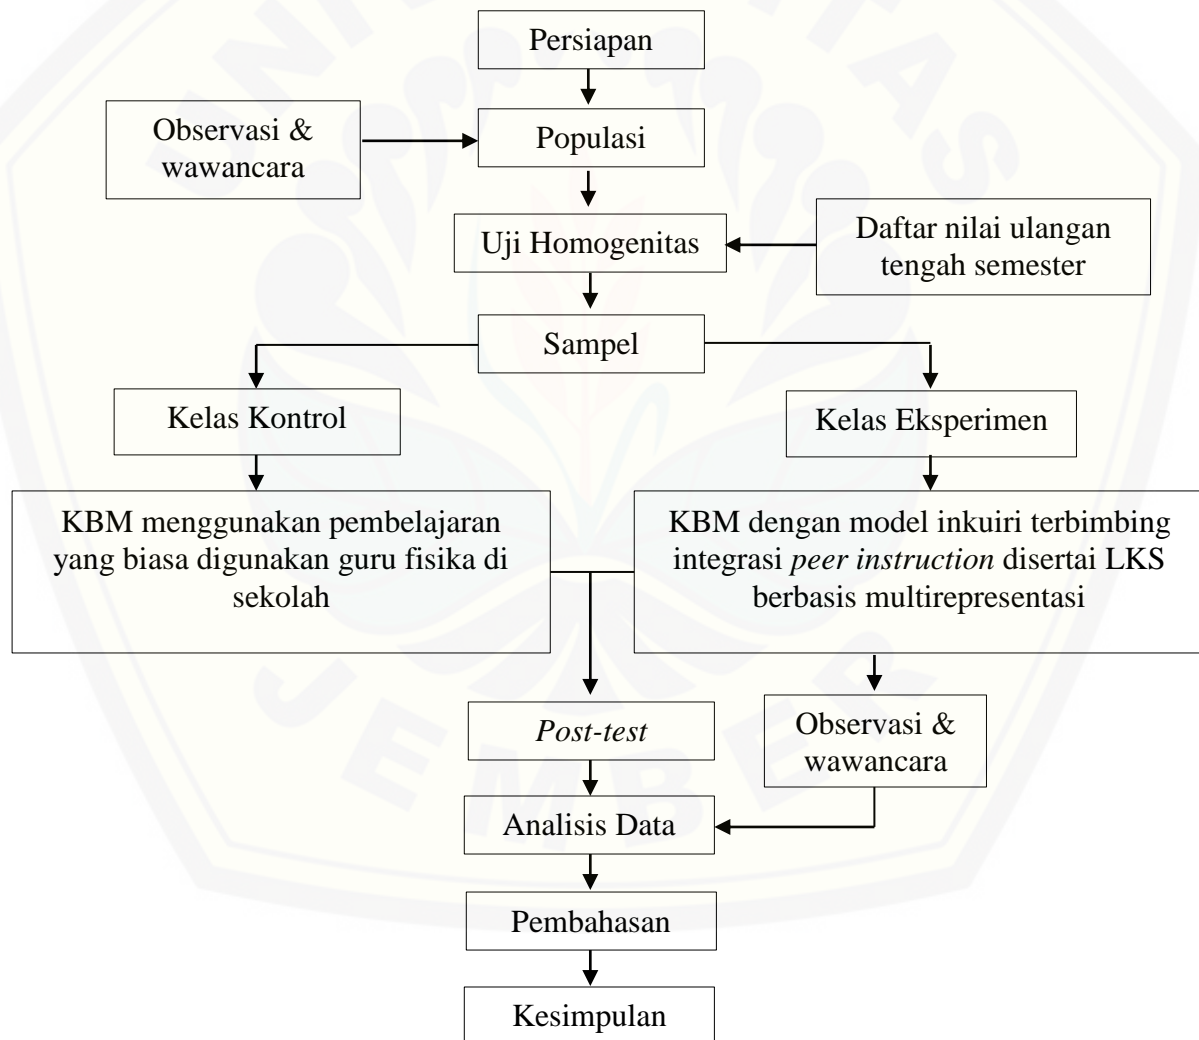 Persiapan
Observasi &
wawancara
Populasi
Uji Homogenitas
Daftar nilai ulangan
tengah semester
Sampel
Kelas Kontrol
Kelas Eksperimen
KBM menggunakan pembelajaran
yang biasa digunakan guru fisika di
sekolah
KBM dengan model inkuiri terbimbing
integrasi peer instruction disertai LKS
berbasis multirepresentasi
Post-test
Observasi &
wawancara
Analisis Data
Pembahasan
Kesimpulan
UNIVERSITAS
JEMBER